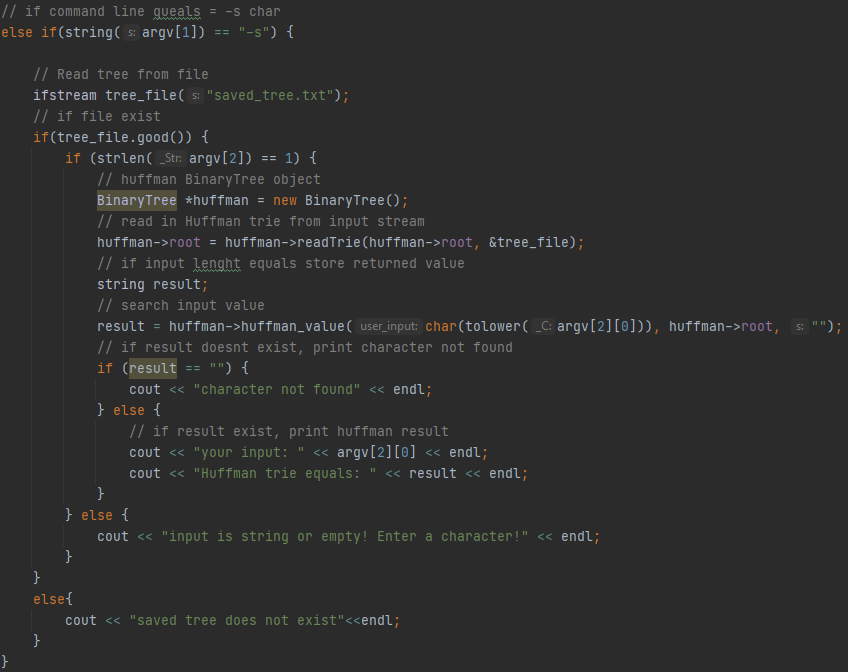 // if command line queals = -s char
else if(string( s: argv[1]) == "-s") {
// Read tree from file
ifstream tree_file( s: "saved_tree.txt");
// if file exist
if(tree_file.good()) {
if (strlen( _Str: argv[2]) == 1) {
// huffman BinaryTree object
BinaryTree *huffman = new BinaryTree();
// read in Huffman trie from input stream
huffman->root = huffman->readTrie(huffman->root, &tree_file);
// if input lenght equals store returned value
string result;
// search input value
result = huffman->huffman_value( user_input: char(tolower( _C: argv[2][0])), huffman->root, s: "");
// if result doesnt exist, print character not found
if (result == "") {
cout << "character not found" << endl;
} else {
// if result exist, print huffman result
cout << "your input: " << argv[2][0] << endl;
cout << "Huffman trie equals: " << result << endl;
}
} else {
cout << "input is string or empty! Enter a character!" << endl;
}
}
else{
cout << "saved tree does not exist"<<endl;
}
}